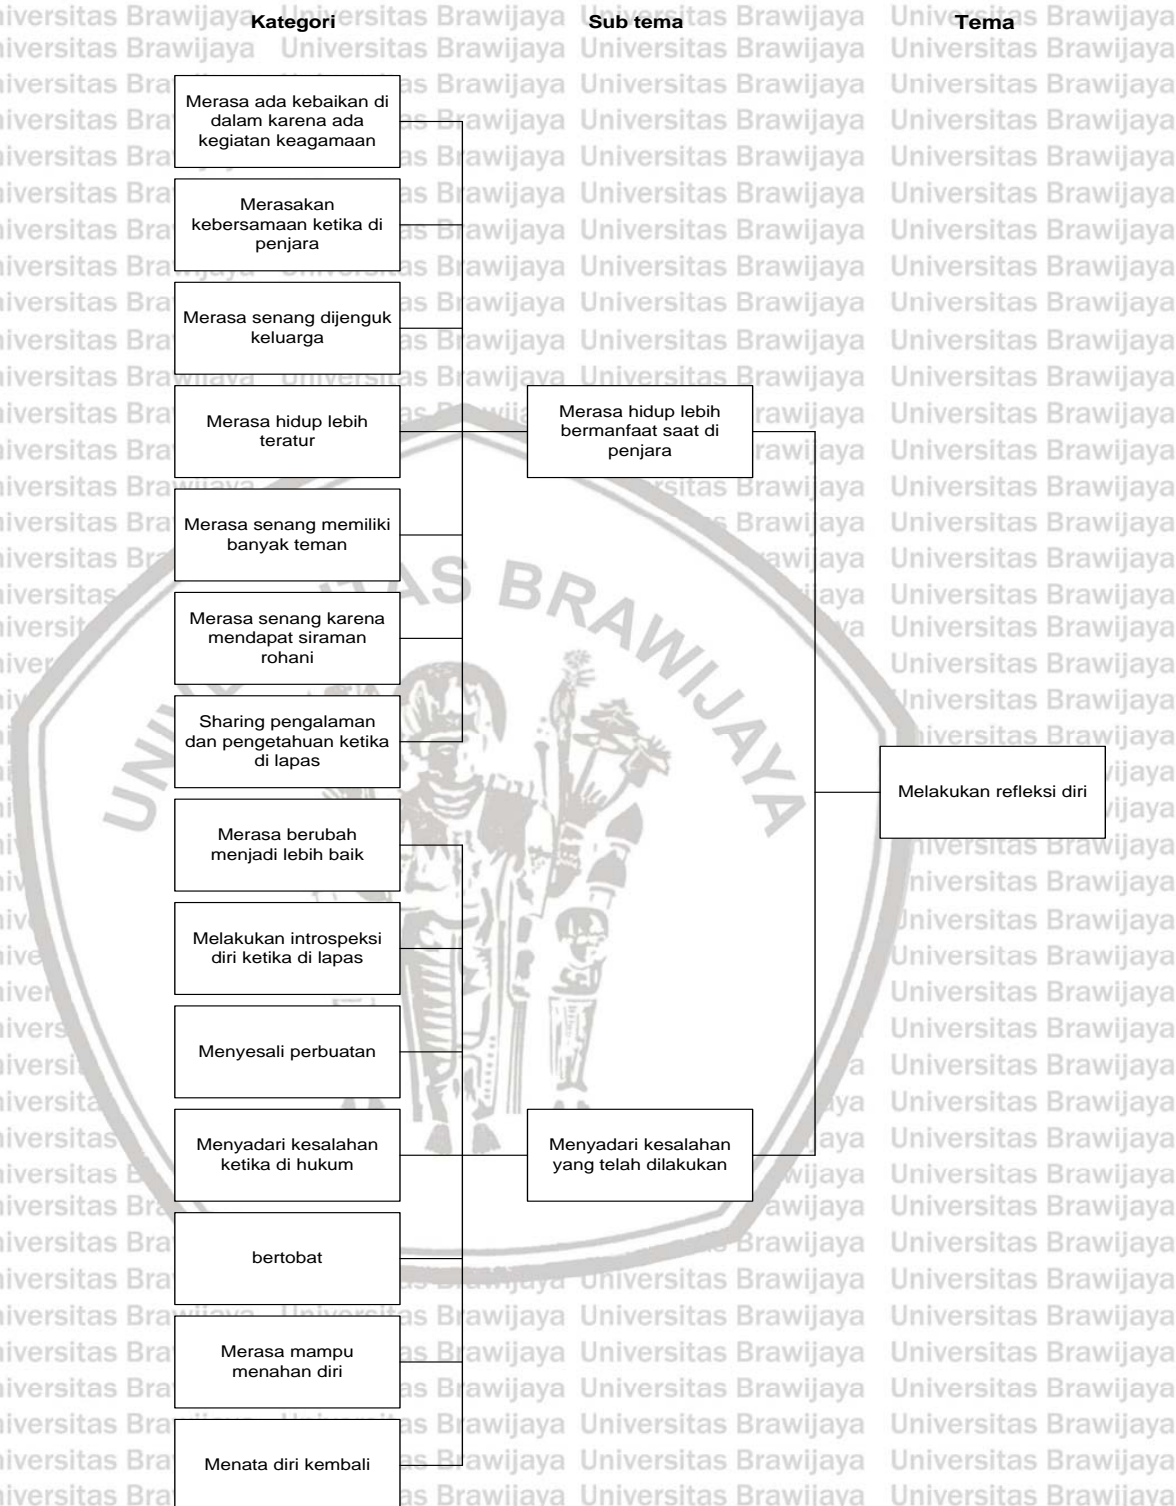 Kategori
Sub tema
Tema
Merasa ada kebaikan di
dalam karena ada
kegiatan keagamaan
Merasakan
kebersamaan ketika di
penjara
Merasa senang dijenguk
keluarga
Merasa hidup lebih
teratur
Merasa senang memiliki
banyak teman
Merasa senang karena
mendapat siraman
rohani
Sharing pengalaman
dan pengetahuan ketika
di lapas
Merasa berubah
menjadi lebih baik
Melakukan introspeksi
diri ketika di lapas
Menyesali perbuatan
Menyadari kesalahan
ketika di hukum
bertobat
Merasa mampu
menahan diri
Menata diri kembali
Merasa hidup lebih
bermanfaat saat di
penjara
Menyadari kesalahan
yang telah dilakukan
Melakukan refleksi diri
Universitas Brawijaya
UNIVERSITAS BRAWIJAYA